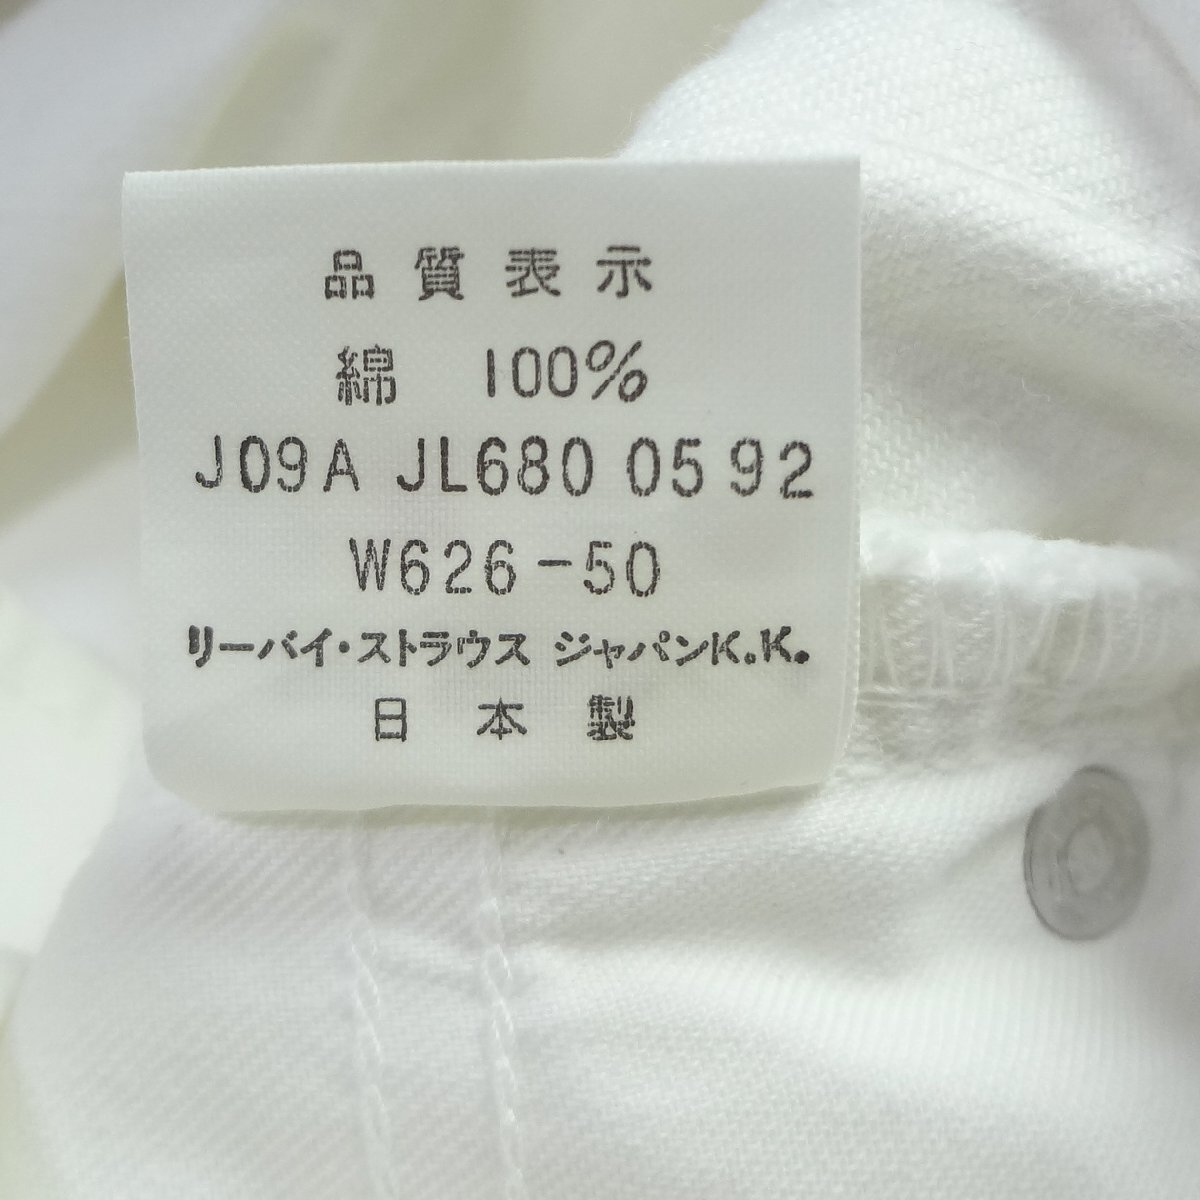 品質表示
綿 100%
J09A JL680 0592
W626-50
リーバイ・ストラウス ジャパンK.K.
日本製